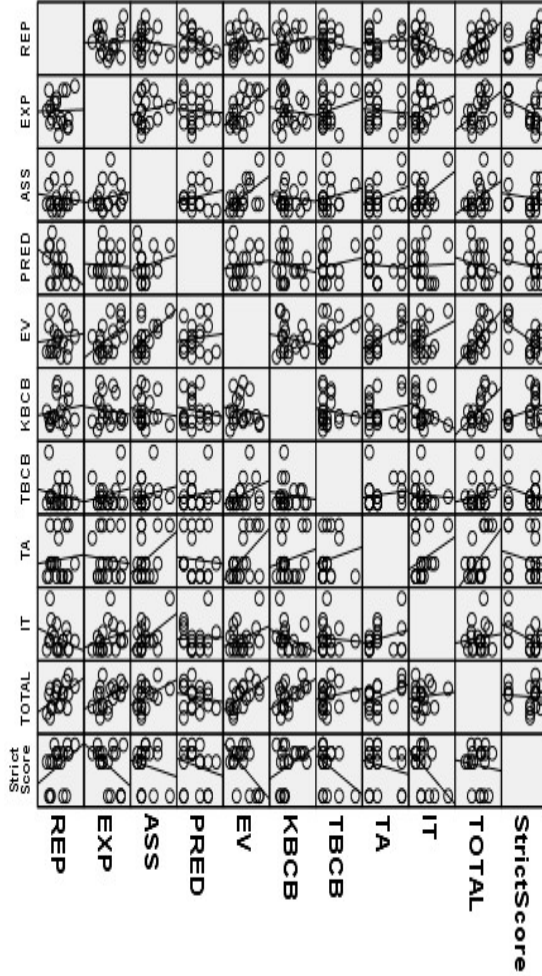 REP
EXP
ASS
PRED
EV
KBCB
TBCB
TA
IT
TOTAL
Strict
Score
REP
EXP
ASS
PRED
EV
KBCB
TBCB
TA
IT
TOTAL
StrictScore